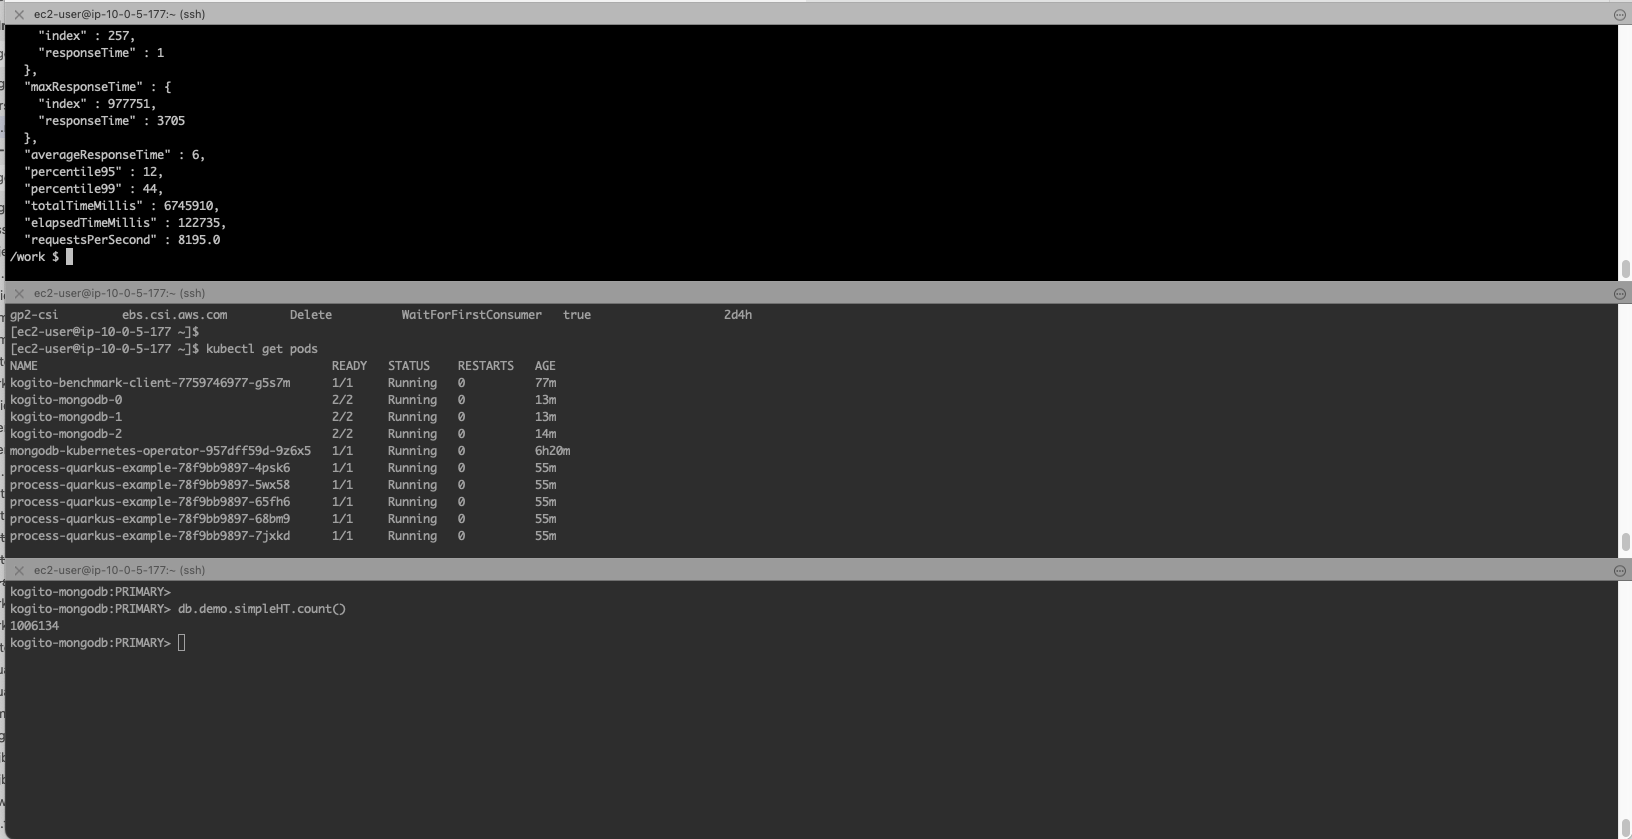 ec2-user@ip-10-0-5-177:~ (ssh)
"index" : 257,
"responseTime" : 1
},
"maxResponseTime" : {
"index" : 977751,
"responseTime" : 3705
},
"averageResponseTime" : 6,
"percentile95" : 12,
"percentile99" : 44,
"totalTimeMillis" : 6745910,
"elapsedTimeMillis" : 122735,
"requestsPerSecond" : 8195.0
/work $
ec2-user@ip-10-0-5-177:~ (ssh)
gp2-csi ebs.csi.aws.com Delete WaitForFirstConsumer true 2d4h
[ec2-user@ip-10-0-5-177 ~]$
[ec2-user@ip-10-0-5-177 ~]$ kubectl get pods
NAME READY STATUS RESTARTS AGE
kogito-benchmark-client-7759746977-g5s7m 1/1 Running 0 77m
kogito-mongodb-0 2/2 Running 0 13m
kogito-mongodb-1 2/2 Running 0 13m
kogito-mongodb-2 2/2 Running 0 14m
mongodb-kubernetes-operator-957dff59d-9z6x5 1/1 Running 0 6h20m
process-quarkus-example-78f9bb9897-4psk6 1/1 Running 0 55m
process-quarkus-example-78f9bb9897-5wx58 1/1 Running 0 55m
process-quarkus-example-78f9bb9897-65fh6 1/1 Running 0 55m
process-quarkus-example-78f9bb9897-68bm9 1/1 Running 0 55m
process-quarkus-example-78f9bb9897-7jxkd 1/1 Running 0 55m
ec2-user@ip-10-0-5-177:~ (ssh)
kogito-mongodb:PRIMARY>
kogito-mongodb:PRIMARY> db.demo.simpleHT.count()
1006134
kogito-mongodb:PRIMARY>